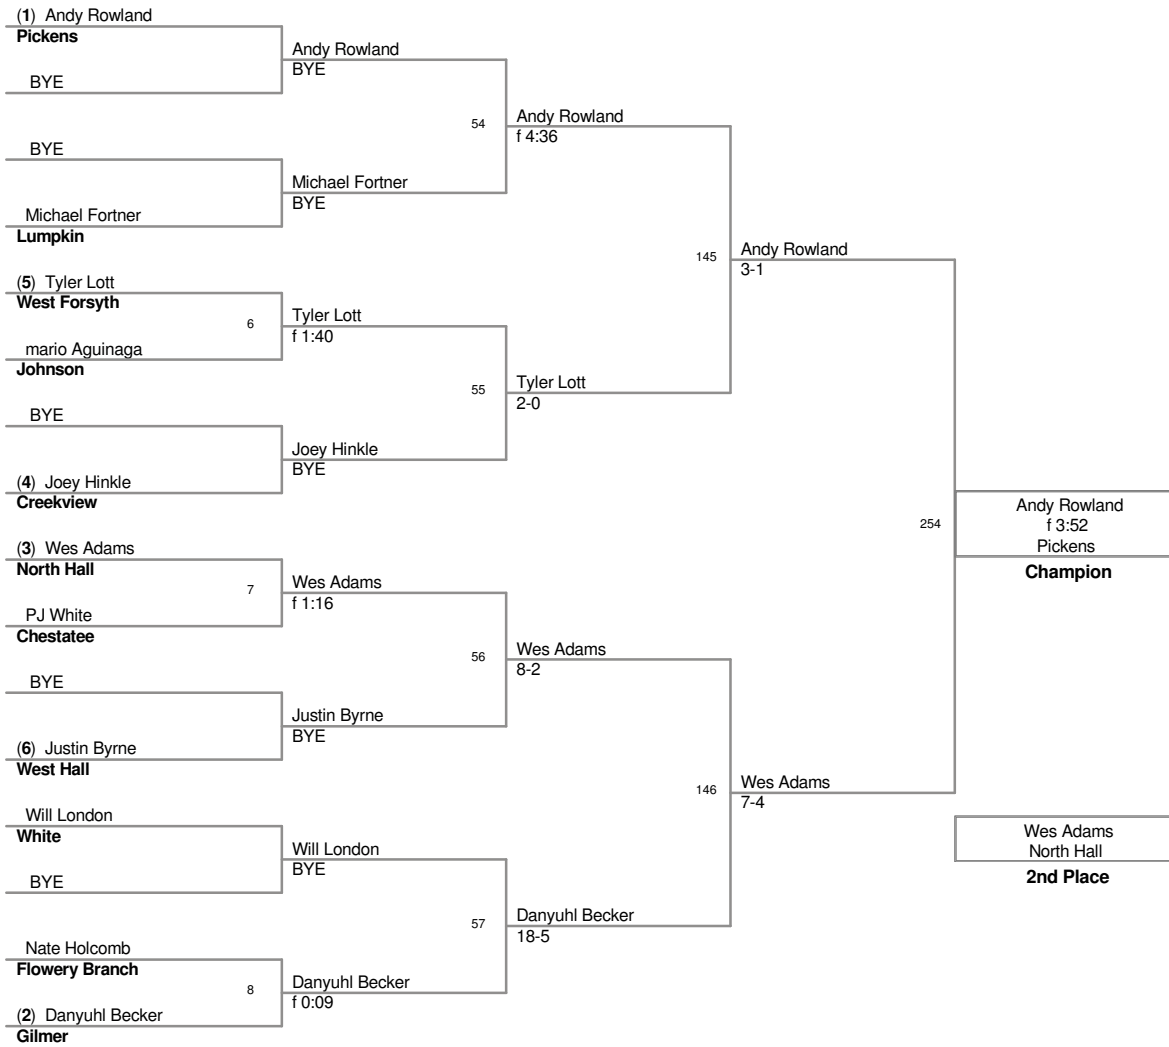 (1) Andy Rowland
Pickens
BYE
BYE
Michael Fortner
Lumpkin
(5) Tyler Lott
West Forsyth
6
mario Aguinaga
Johnson
BYE
(4) Joey Hinkle
Creekview
(3) Wes Adams
North Hall
7
PJ White
Chestatee
BYE
(6) Justin Byrne
West Hall
Will London
White
BYE
Nate Holcomb
Flowery Branch
8
(2) Danyuhl Becker
Gilmer
Andy Rowland
BYE
54
Michael Fortner
BYE
Tyler Lott
f 1:40
55
Joey Hinkle
BYE
Wes Adams
f 1:16
56
Justin Byrne
BYE
Will London
BYE
57
Danyuhl Becker
f 0:09
Andy Rowland
f 4:36
145
Tyler Lott
2-0
Wes Adams
8-2
146
Danyuhl Becker
18-5
Andy Rowland
3-1
254
Wes Adams
7-4
Andy Rowland
f 3:52
Pickens
Champion
Wes Adams
North Hall
2nd Place